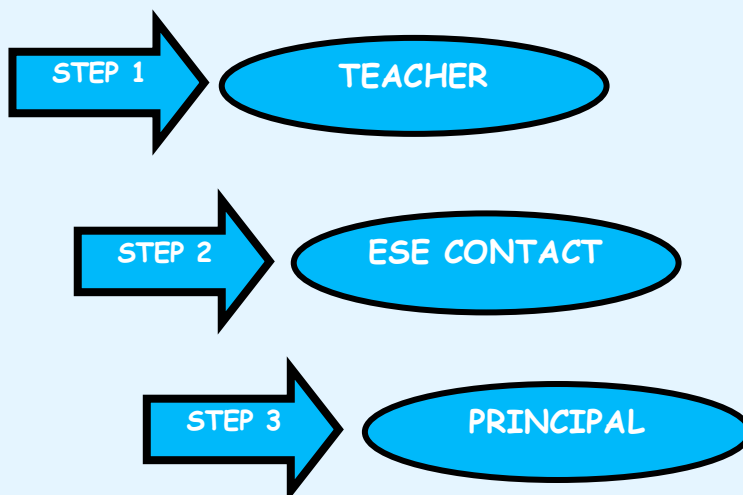 STEP 1
TEACHER
STEP 2
ESE CONTACT
STEP 3
PRINCIPAL